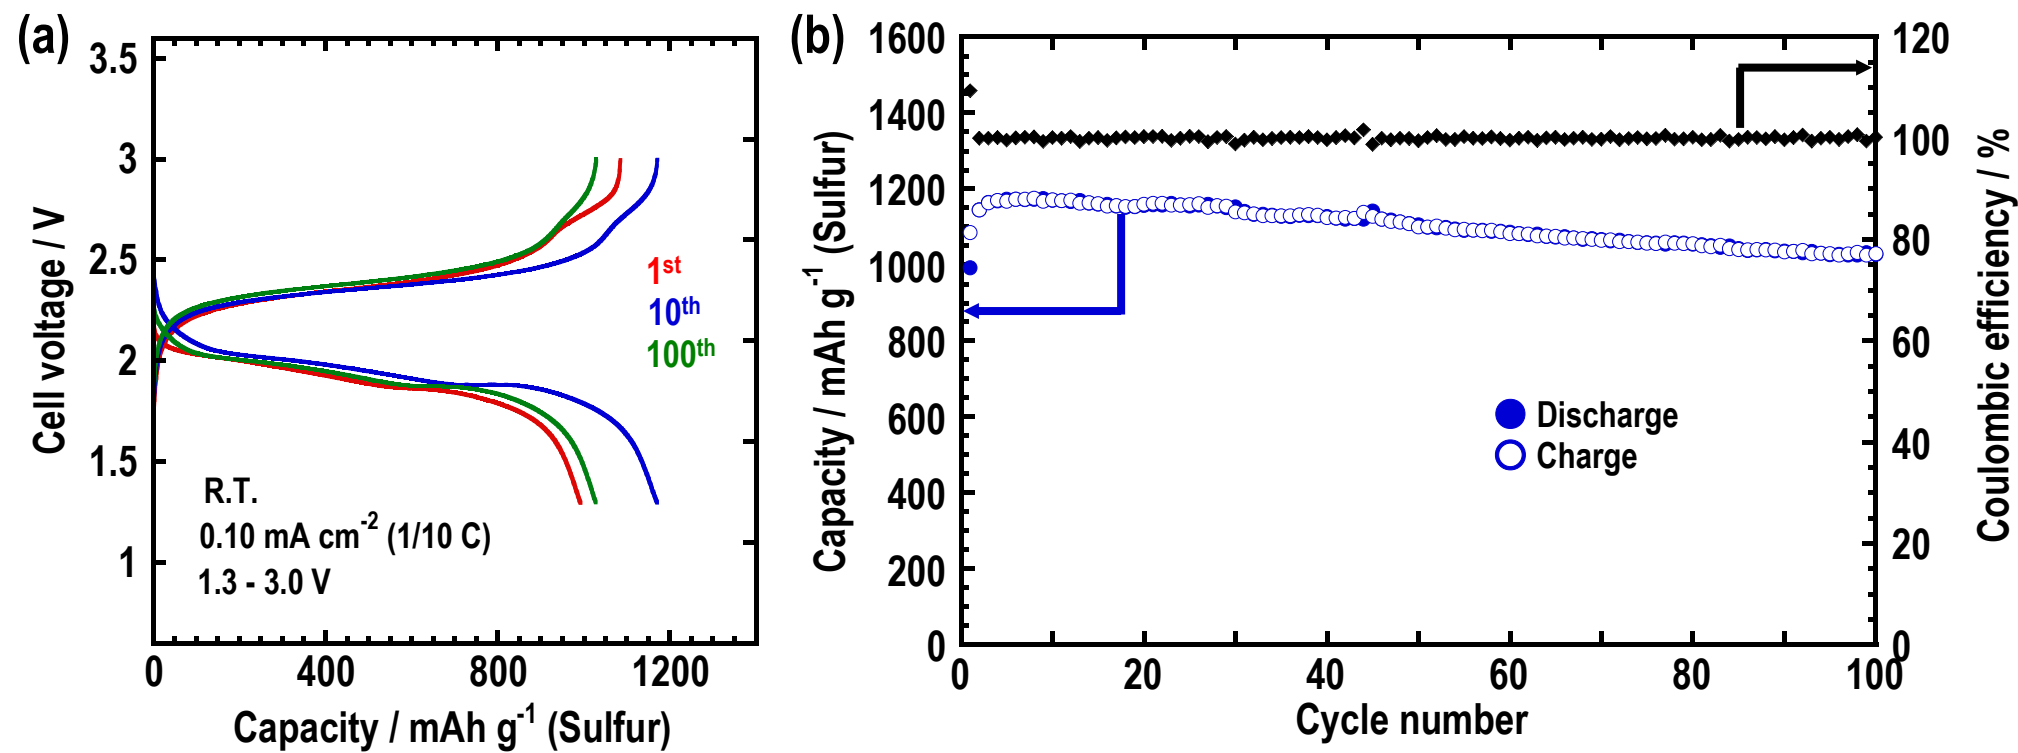 (a)
3.5
3
2.5
2
1.5
1
Cell voltage / V
1st
10th
100th
R.T.
0.10 mA cm-2 (1/10 C)
1.3 - 3.0 V
0
400
800
1200
Capacity / mAh g-1 (Sulfur)
(b)
1600
1400
1200
1000
800
600
400
200
0
Capacity / mAh g-1 (Sulfur)
120
100
80
60
40
20
0
Coulombic efficiency / %
Discharge
Charge
0
20
40
60
80
100
Cycle number